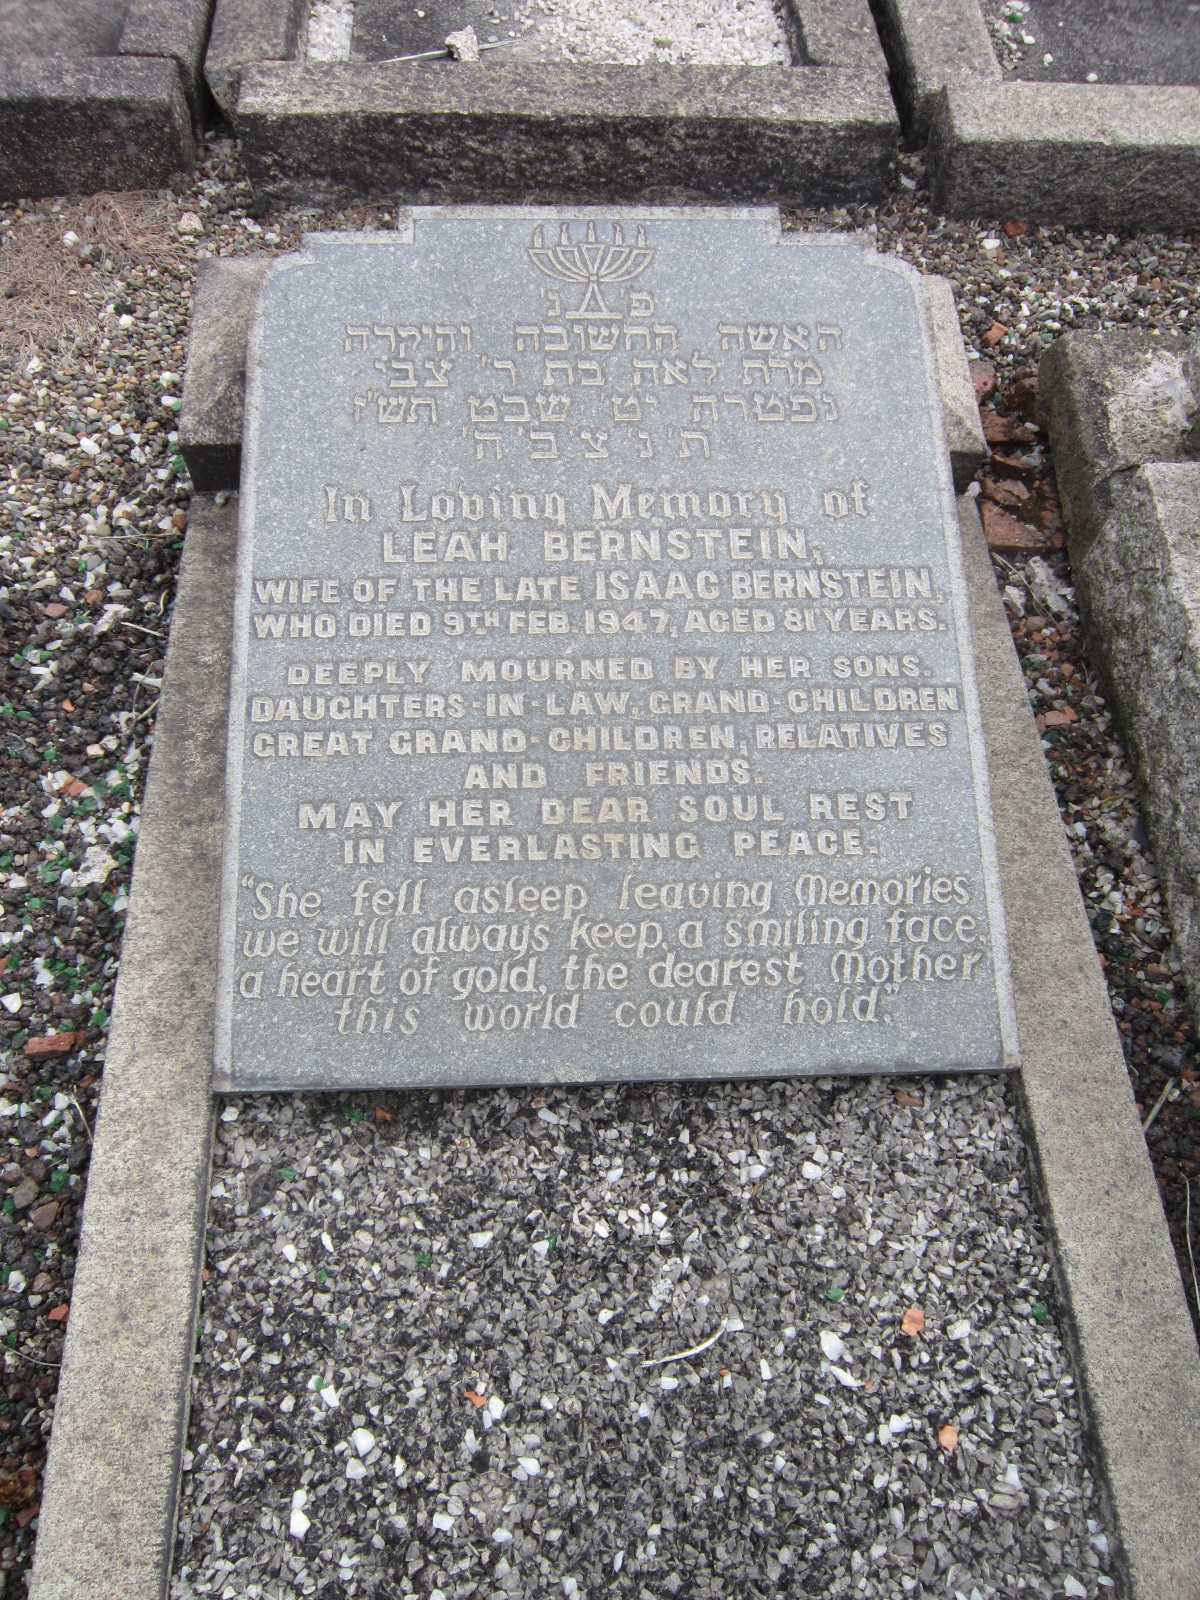 פ נ
האשה החשובה והיקרה
מרת לאה בת ר' צבי
נפטרה י"ט שבט תש"ז
ת' נ' צ' ב' ה'
In Loving Memory of
LEAH BERNSTEIN,
WIFE OF THE LATE ISAAC BERNSTEIN,
WHO DIED 9TH FEB. 1947, AGED 81 YEARS.
DEEPLY MOURNED BY HER SONS.
DAUGHTERS-IN-LAW, GRAND-CHILDREN
GREAT GRAND-CHILDREN, RELATIVES
AND FRIENDS.
MAY HER DEAR SOUL REST
IN EVERLASTING PEACE.
"She fell asleep leaving Memories
we will always keep, a smiling face,
a heart of gold, the dearest Mother
this world could hold."